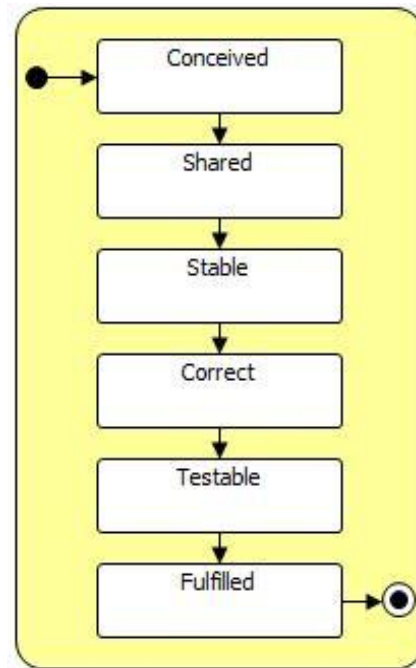 Conceived
Shared
Stable
Correct
Testable
Fulfilled